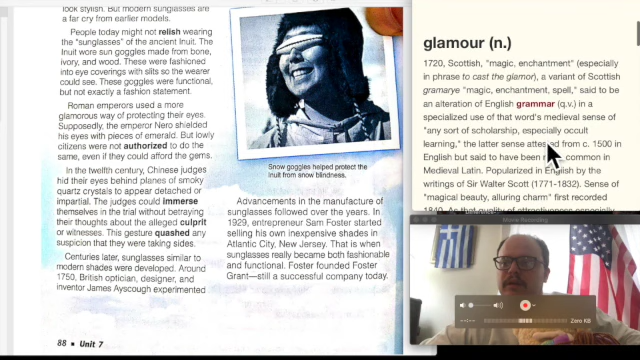 look stylish. But modern sunglasses are
a far cry from earlier models.
People today might not relish wearing
the "sunglasses" of the ancient Inuit. The
Inuit wore sun goggles made from bone,
ivory, and wood. These were fashioned
into eye coverings with slits so the wearer
could see. These goggles were functional,
but not exactly a fashion statement.
Roman emperors used a more
glamorous way of protecting their eyes.
Supposedly, the emperor Nero shielded
his eyes with pieces of emerald. But lowly
citizens were not authorized to do the
same, even if they could afford the gems.
In the twelfth century, Chinese judges
hid their eyes behind planes of smoky
quartz crystals to appear detached or
impartial. The judges could immerse
themselves in the trial without betraying
their thoughts about the alleged culprit
or witnesses. This gesture quashed any
suspicion that they were taking sides.
Centuries later, sunglasses similar to
modern shades were developed. Around
1750, British optician, designer, and
inventor James Ayscough experimented
88 ▪ Unit 7
Snow goggles helped protect the
Inuit from snow blindness.
Advancements in the manufacture of
sunglasses followed over the years. In
1929, entrepreneur Sam Foster started
selling his own inexpensive shades in
Atlantic City, New Jersey. That is when
sunglasses really became both fashionable
and functional. Foster founded Foster
Grant—still a successful company today.
glamour (n.)
1720, Scottish, "magic, enchantment" (especially
in phrase to cast the glamor), a variant of Scottish
gramarye "magic, enchantment, spell," said to be
an alteration of English grammar (q.v.) in a
specialized use of that word's medieval sense of
"any sort of scholarship, especially occult
learning," the latter sense from c. 1500 in
English but said to have been common in
Medieval Latin. Popularized in English by the
writings of Sir Walter Scott (1771-1832). Sense of
"magical beauty, alluring charm" first recorded
1840. As that quality of attractiveness especially
Movie Recording
--:-- Zero KB